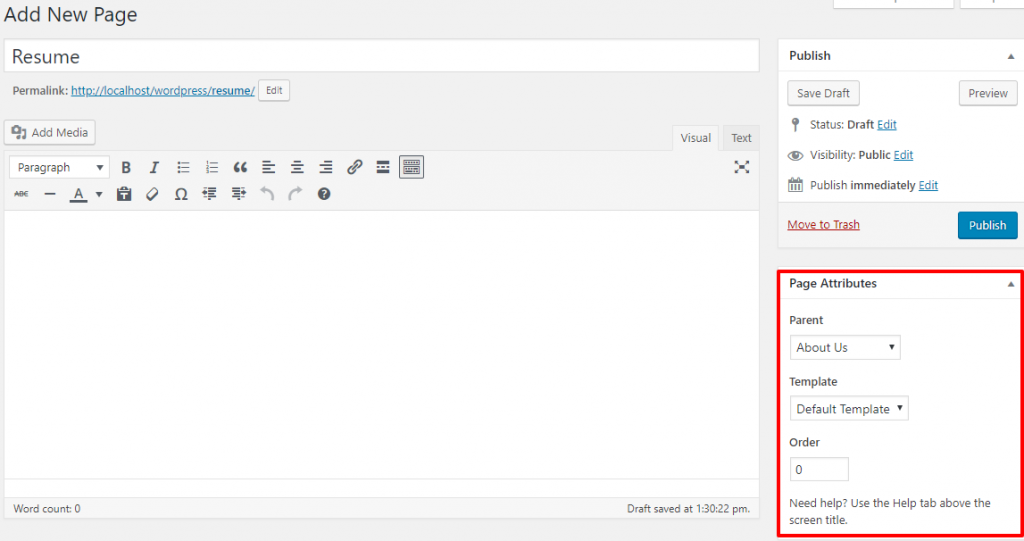 Add New Page
Resume
Permalink: http://localhost/wordpress/resume/ Edit
Add Media
Visual Text
Paragraph B I
ABC A Ω ?
Word count: 0 Draft saved at 1:30:22 pm.
Publish
Save Draft Preview
Status: Draft Edit
Visibility: Public Edit
Publish immediately Edit
Move to Trash Publish
Page Attributes
Parent
About Us
Template
Default Template
Order
0
Need help? Use the Help tab above the
screen title.